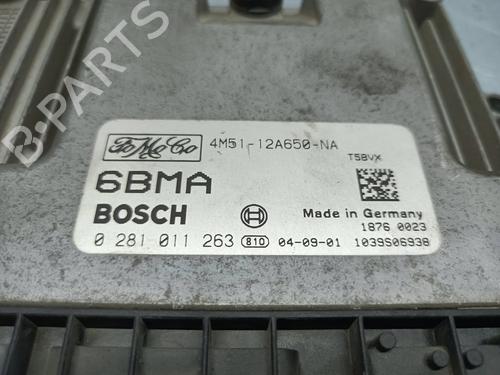 FoMoCo 4M51-12A650-NA
T5BVX
6BMA
BOSCH Made in Germany
1876 0023
0 281 011 263 810 04-09-01 1039S06938
B-PARTS